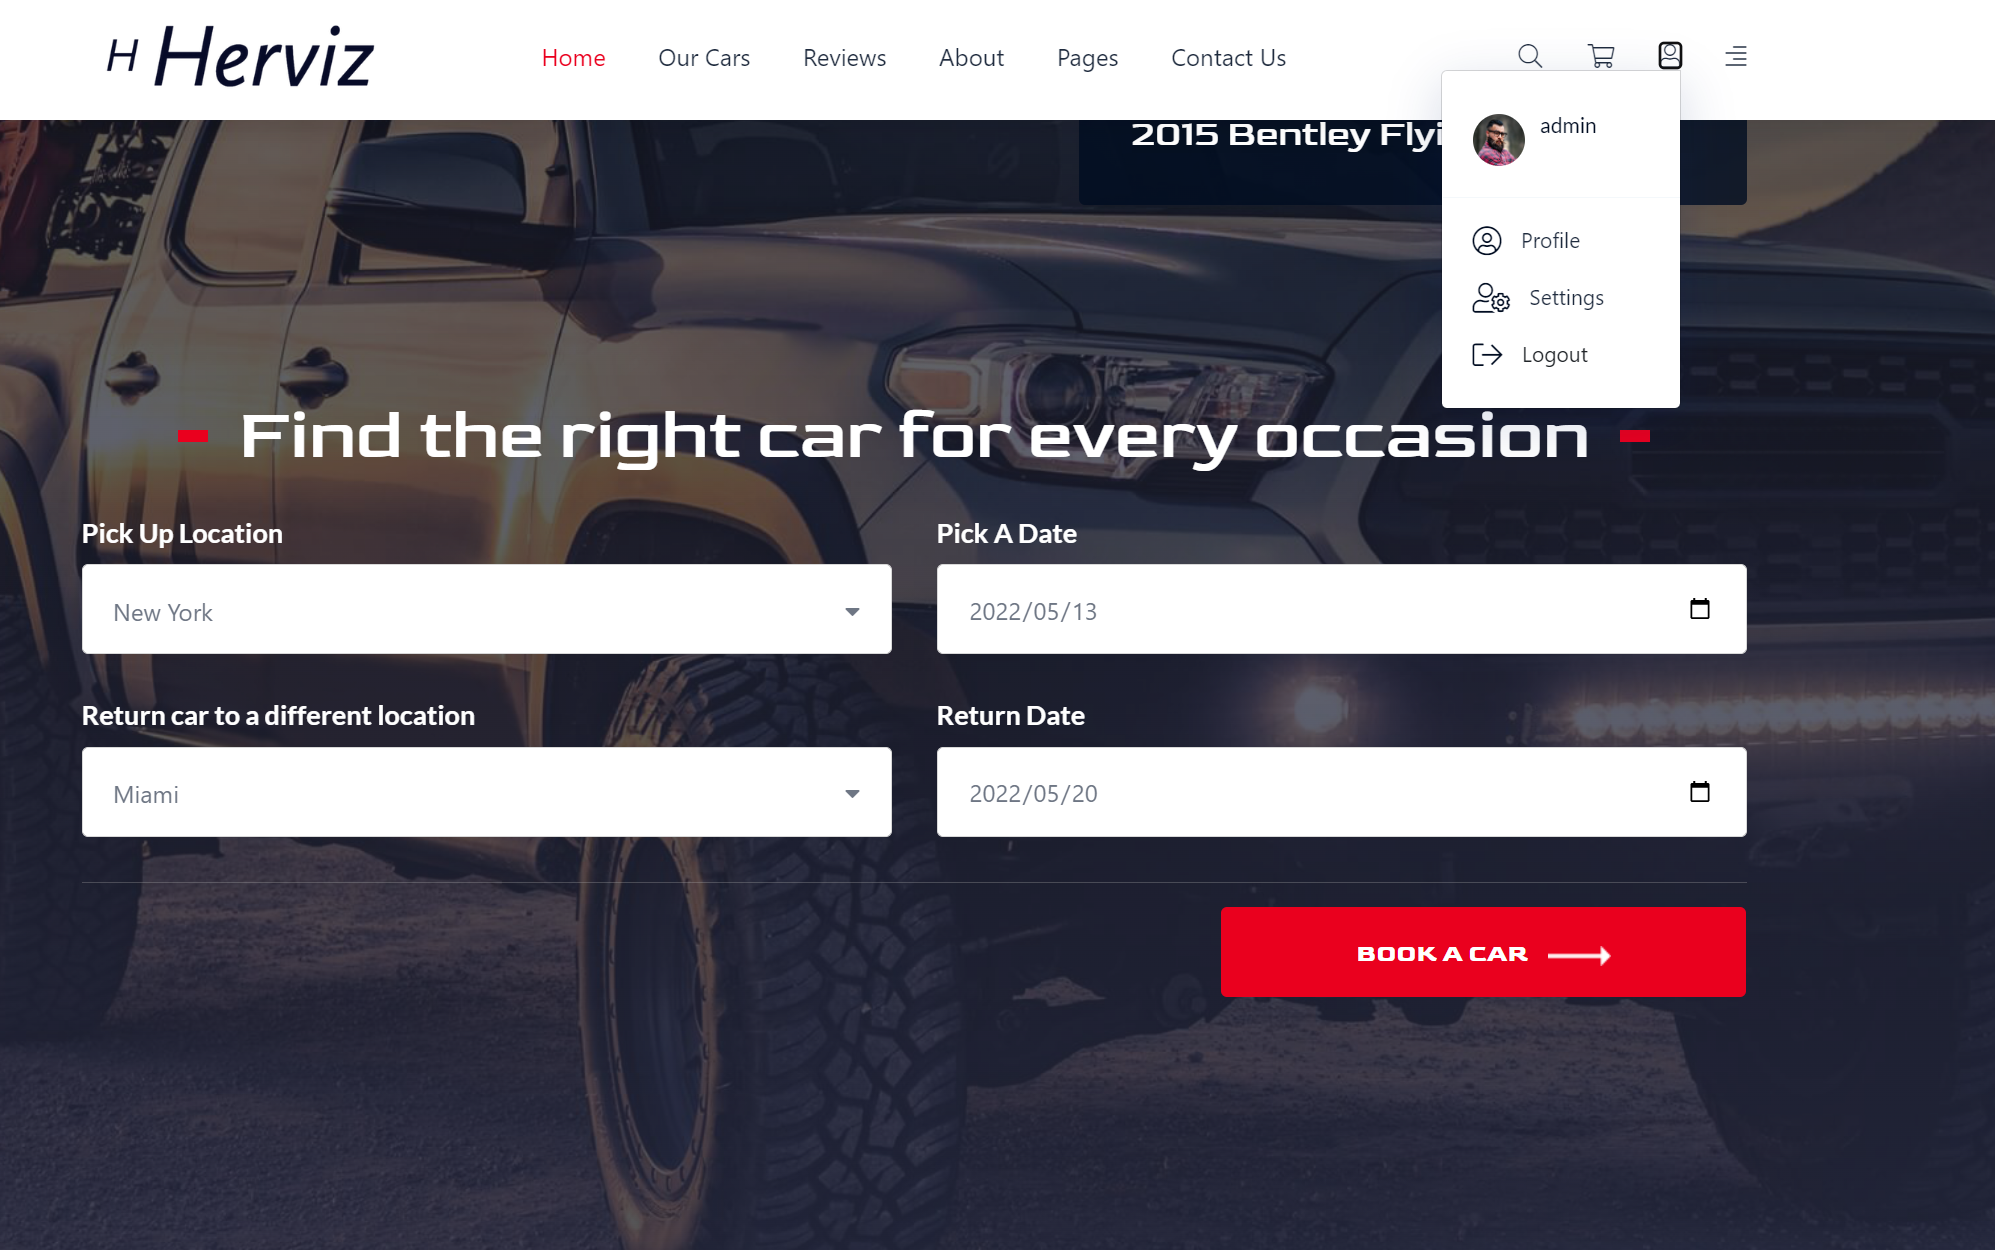 H Herviz
Home Our Cars Reviews About Pages Contact Us
admin
2015 Bentley Flyi
Profile
Settings
Logout
Find the right car for every occasion
Pick Up Location
Pick A Date
New York
2022/05/13
Return car to a different location
Return Date
Miami
2022/05/20
BOOK A CAR